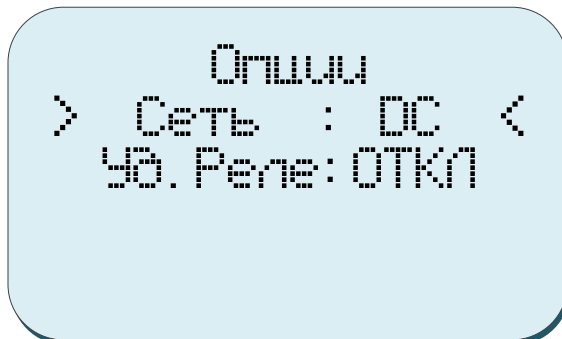 Опции
> Сеть : DC <
Уд. Реле: ОТКЛ